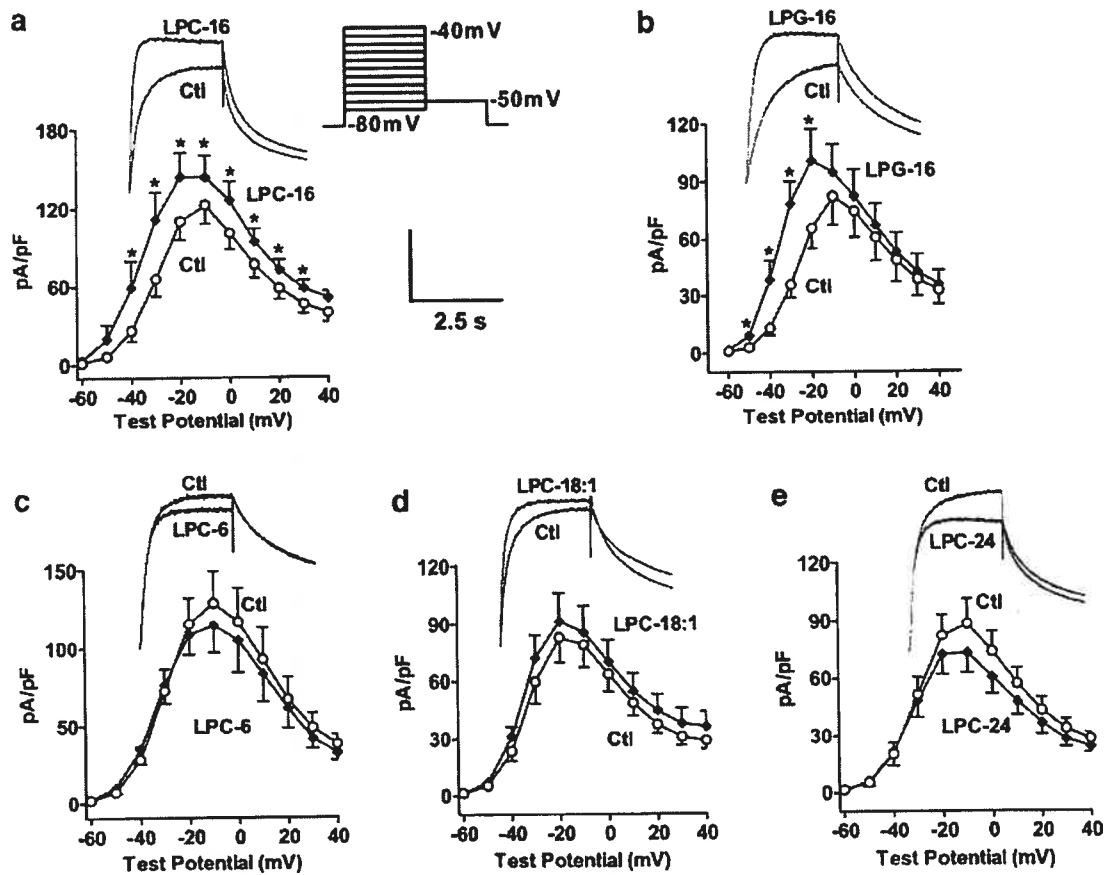 a
LPC-16
Ctl
-40mV
-50mV
-80mV
180
120
60
0
pA/pF
* * * * * * * * *
LPC-16
Ctl
-60 -40 -20 0 20 40
Test Potential (mV)
2.5 s
b
LPG-16
Ctl
120
90
60
30
0
pA/pF
* * * *
LPG-16
Ctl
-60 -40 -20 0 20 40
Test Potential (mV)
c
Ctl
LPC-6
150
100
50
0
pA/pF
Ctl
LPC-6
-60 -40 -20 0 20 40
Test Potential (mV)
d
LPC-18:1
Ctl
120
90
60
30
0
pA/pF
LPC-18:1
Ctl
-60 -40 -20 0 20 40
Test Potential (mV)
e
Ctl
LPC-24
120
90
60
30
0
pA/pF
Ctl
LPC-24
-60 -40 -20 0 20 40
Test Potential (mV)